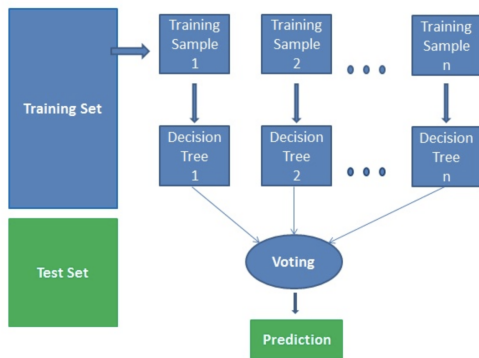 Training Set
Training
Sample
1
Training
Sample
2
Training
Sample
n
Decision
Tree
1
Decision
Tree
2
Decision
Tree
n
Test Set
Voting
Prediction